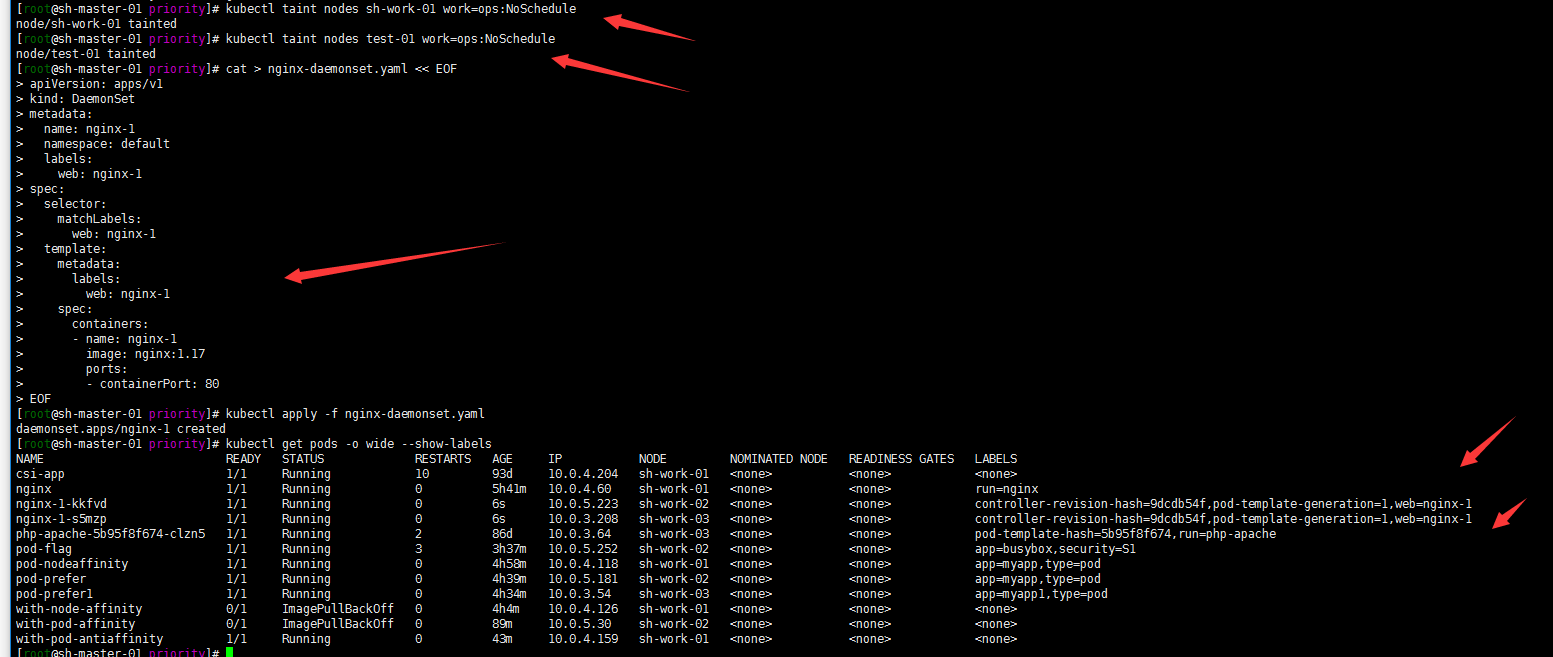 [root@sh-master-01 priority]# kubectl taint nodes sh-work-01 work=ops:NoSchedule
node/sh-work-01 tainted
[root@sh-master-01 priority]# kubectl taint nodes test-01 work=ops:NoSchedule
node/test-01 tainted
[root@sh-master-01 priority]# cat > nginx-daemonset.yaml << EOF
> apiVersion: apps/v1
> kind: DaemonSet
> metadata:
>   name: nginx-1
>   namespace: default
>   labels:
>     web: nginx-1
> spec:
>   selector:
>     matchLabels:
>       web: nginx-1
>   template:
>     metadata:
>       labels:
>         web: nginx-1
>     spec:
>       containers:
>       - name: nginx-1
>         image: nginx:1.17
>         ports:
>         - containerPort: 80
> EOF
[root@sh-master-01 priority]# kubectl apply -f nginx-daemonset.yaml
daemonset.apps/nginx-1 created
[root@sh-master-01 priority]# kubectl get pods -o wide --show-labels
NAME                          READY   STATUS             RESTARTS   AGE     IP           NODE         NOMINATED NODE   READINESS GATES   LABELS
csi-app                       1/1     Running            10         93d     10.0.4.204   sh-work-01   <none>           <none>            <none>
nginx                         1/1     Running            0          5h41m   10.0.4.60    sh-work-01   <none>           <none>            run=nginx
nginx-1-kkfvd                 1/1     Running            0          6s      10.0.5.223   sh-work-02   <none>           <none>            controller-revision-hash=9dcdb54f,pod-template-generation=1,web=nginx-1
nginx-1-s5mzp                 1/1     Running            0          6s      10.0.3.208   sh-work-03   <none>           <none>            controller-revision-hash=9dcdb54f,pod-template-generation=1,web=nginx-1
php-apache-5b95f8f674-clzn5   1/1     Running            2          86d     10.0.3.64    sh-work-03   <none>           <none>            pod-template-hash=5b95f8f674,run=php-apache
pod-flag                      1/1     Running            3          3h37m   10.0.5.252   sh-work-02   <none>           <none>            app=busybox,security=S1
pod-nodeaffinity              1/1     Running            0          4h58m   10.0.4.118   sh-work-01   <none>           <none>            app=myapp,type=pod
pod-prefer                    1/1     Running            0          4h39m   10.0.5.181   sh-work-02   <none>           <none>            app=myapp,type=pod
pod-prefer1                   1/1     Running            0          4h34m   10.0.3.54    sh-work-03   <none>           <none>            app=myapp1,type=pod
with-node-affinity            0/1     ImagePullBackOff   0          4h4m    10.0.4.126   sh-work-01   <none>           <none>            <none>
with-pod-affinity             0/1     ImagePullBackOff   0          89m     10.0.5.30    sh-work-02   <none>           <none>            <none>
with-pod-antiaffinity         1/1     Running            0          43m     10.0.4.159   sh-work-01   <none>           <none>            <none>
[root@sh-master-01 priority]#